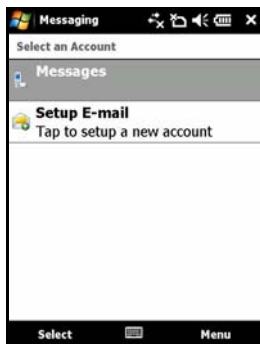 Messaging
Select an Account
Messages
Setup E-mail
Tap to setup a new account
Select Menu